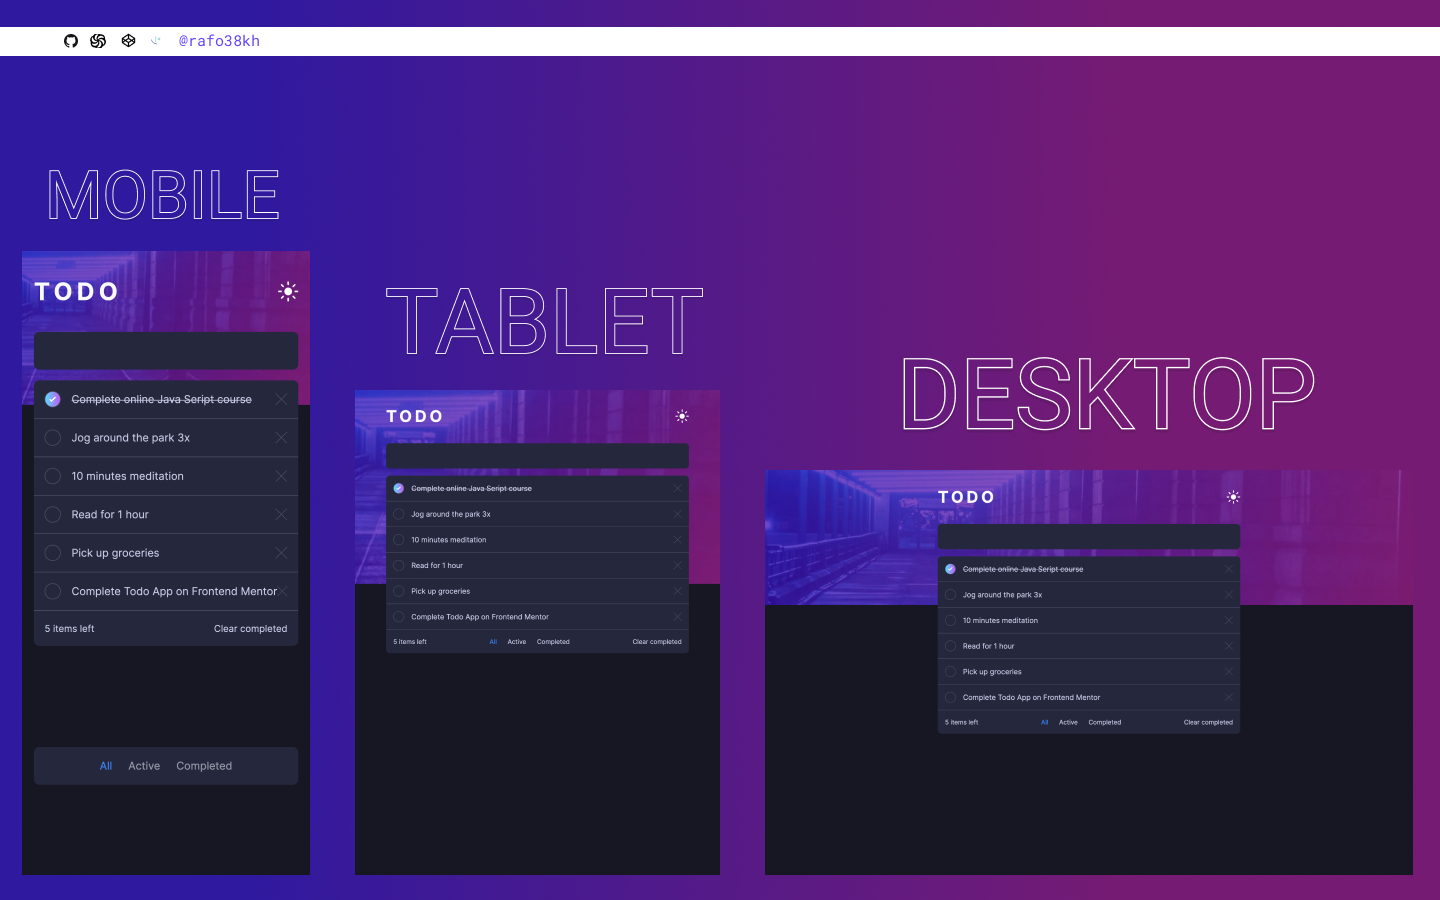 @rafo38kh
MOBILE
TODO
Complete online Java Script course
Jog around the park 3x
10 minutes meditation
Read for 1 hour
Pick up groceries
Complete Todo App on Frontend Mentor
5 items left Clear completed
All Active Completed
TABLET
TODO
Complete online Java Script course
Jog around the park 3x
10 minutes meditation
Read for 1 hour
Pick up groceries
Complete Todo App on Frontend Mentor
5 items left All Active Completed Clear completed
DESKTOP
TODO
Complete online Java Script course
Jog around the park 3x
10 minutes meditation
Read for 1 hour
Pick up groceries
Complete Todo App on Frontend Mentor
5 items left All Active Completed Clear completed